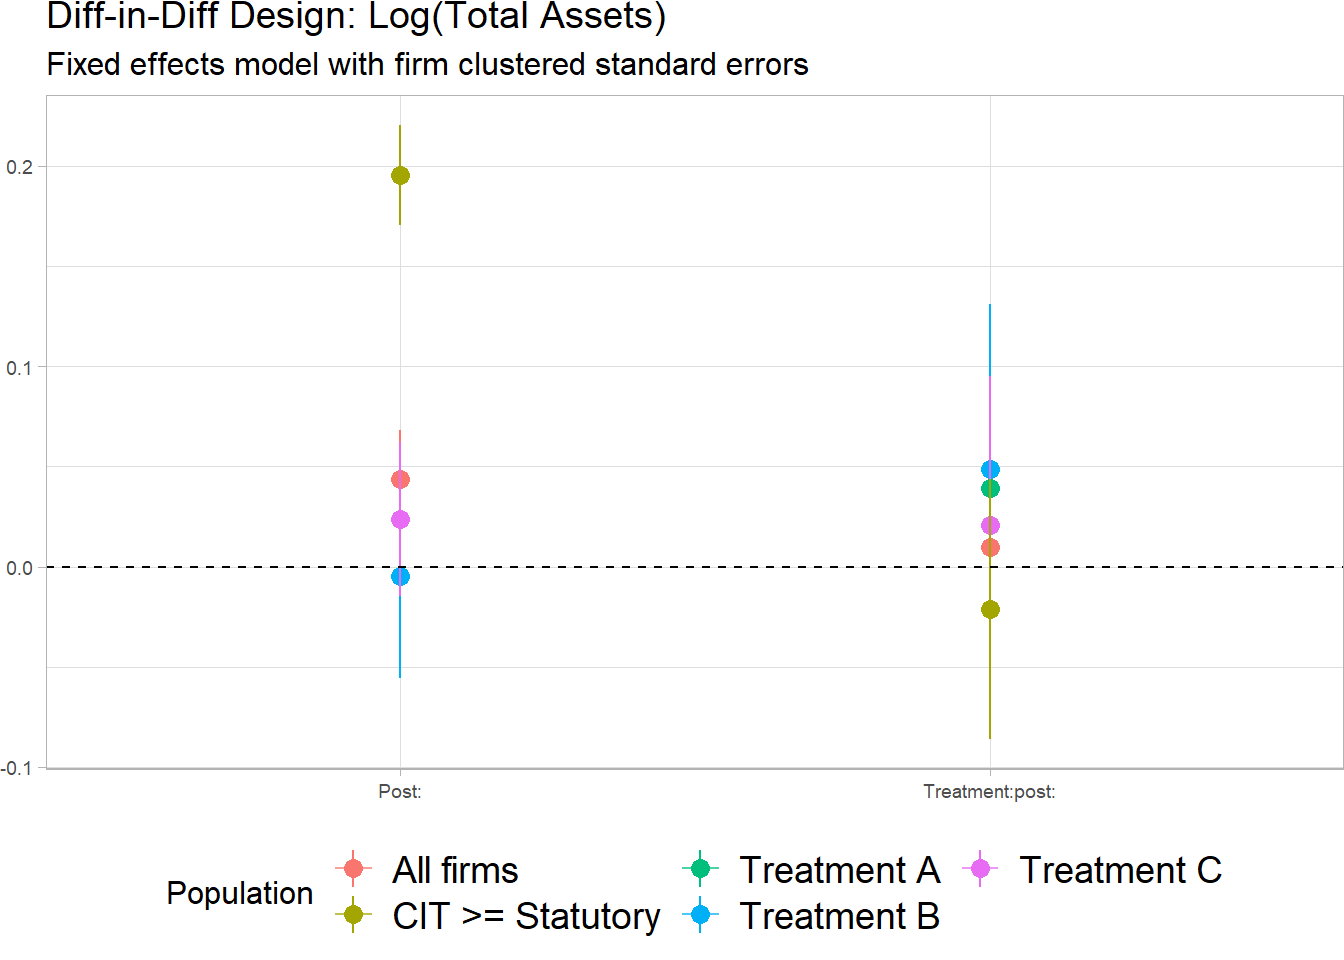 Diff-in-Diff Design: Log(Total Assets)
Fixed effects model with firm clustered standard errors
0.2
0.1
0.0
-0.1
Post:
Treatment:post:
Population
All firms
CIT >= Statutory
Treatment A
Treatment B
Treatment C